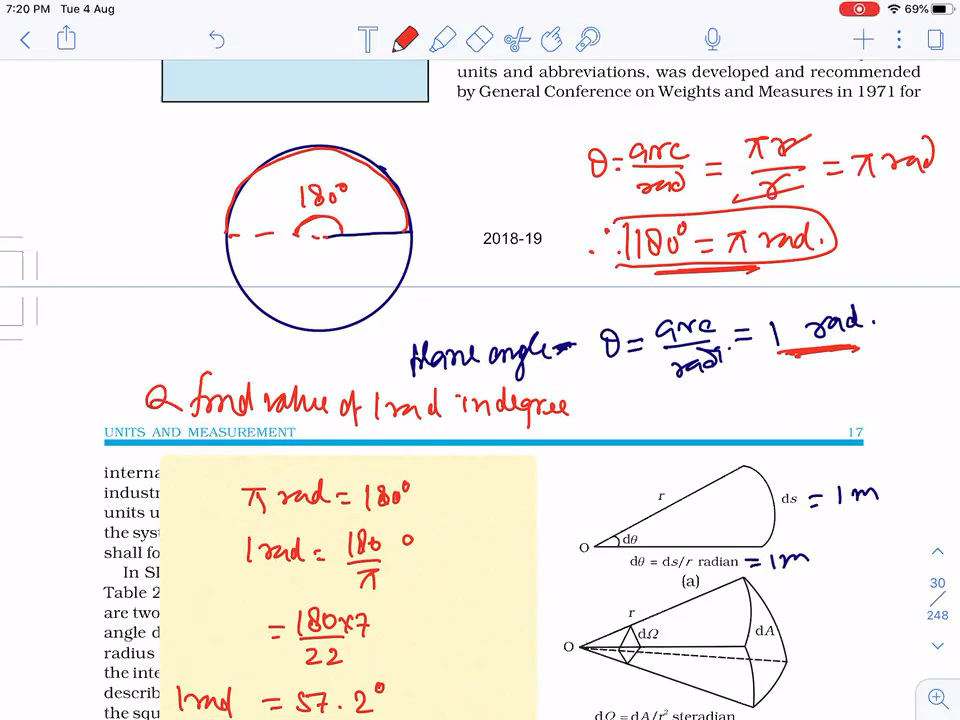 7:20 PM Tue 4 Aug
69%
T
units and abbreviations, was developed and recommended
by General Conference on Weights and Measures in 1971 for
180°
θ = arc/rad = πr/r = π rad
∴ 180° = π rad.
2018-19
Plane angle - θ = arc/rad. = 1 rad.
Q find value of 1 rad in degree
UNITS AND MEASUREMENT 17
interna
industr
units u
the sys
shall fo
In SI
Table 2
are two
angle d
radius
the inte
describ
the squ
π rad = 180°
1 rad = 180/π °
= 180×7/22
1 rad = 57.2°
r
ds = 1m
O
dθ
dθ = ds/r radian = 1m
(a)
r
dΩ
dA
O
dΩ = dA/r² steradian
30
248